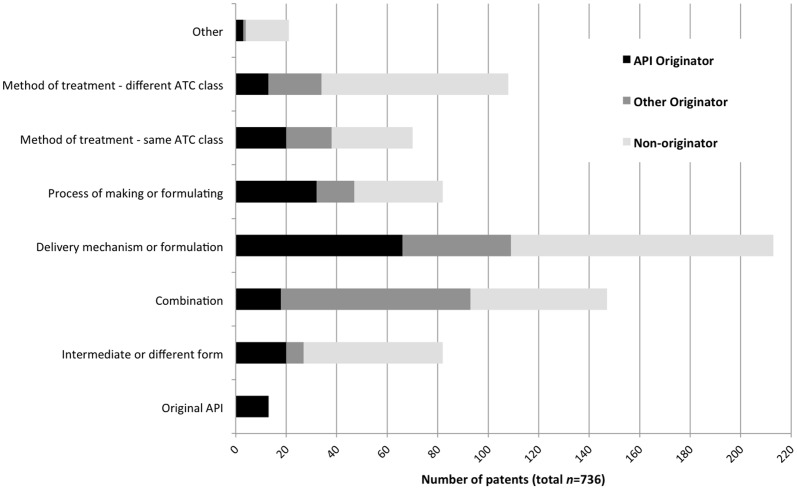 Other
Method of treatment - different ATC class
Method of treatment - same ATC class
Process of making or formulating
Delivery mechanism or formulation
Combination
Intermediate or different form
Original API
API Originator
Other Originator
Non-originator
0 20 40 60 80 100 120 140 160 180 200 220
Number of patents (total n=736)